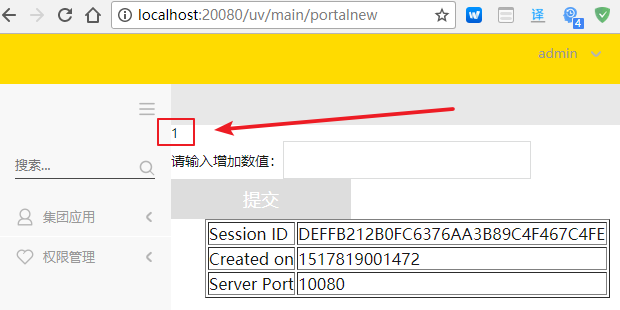 localhost:20080/uv/main/portalnew
译
4
admin
1
搜索...
请输入增加数值：
提交
集团应用
权限管理
Session ID DEFFB212B0FC6376AA3B89C4F467C4FE
Created on 1517819001472
Server Port 10080